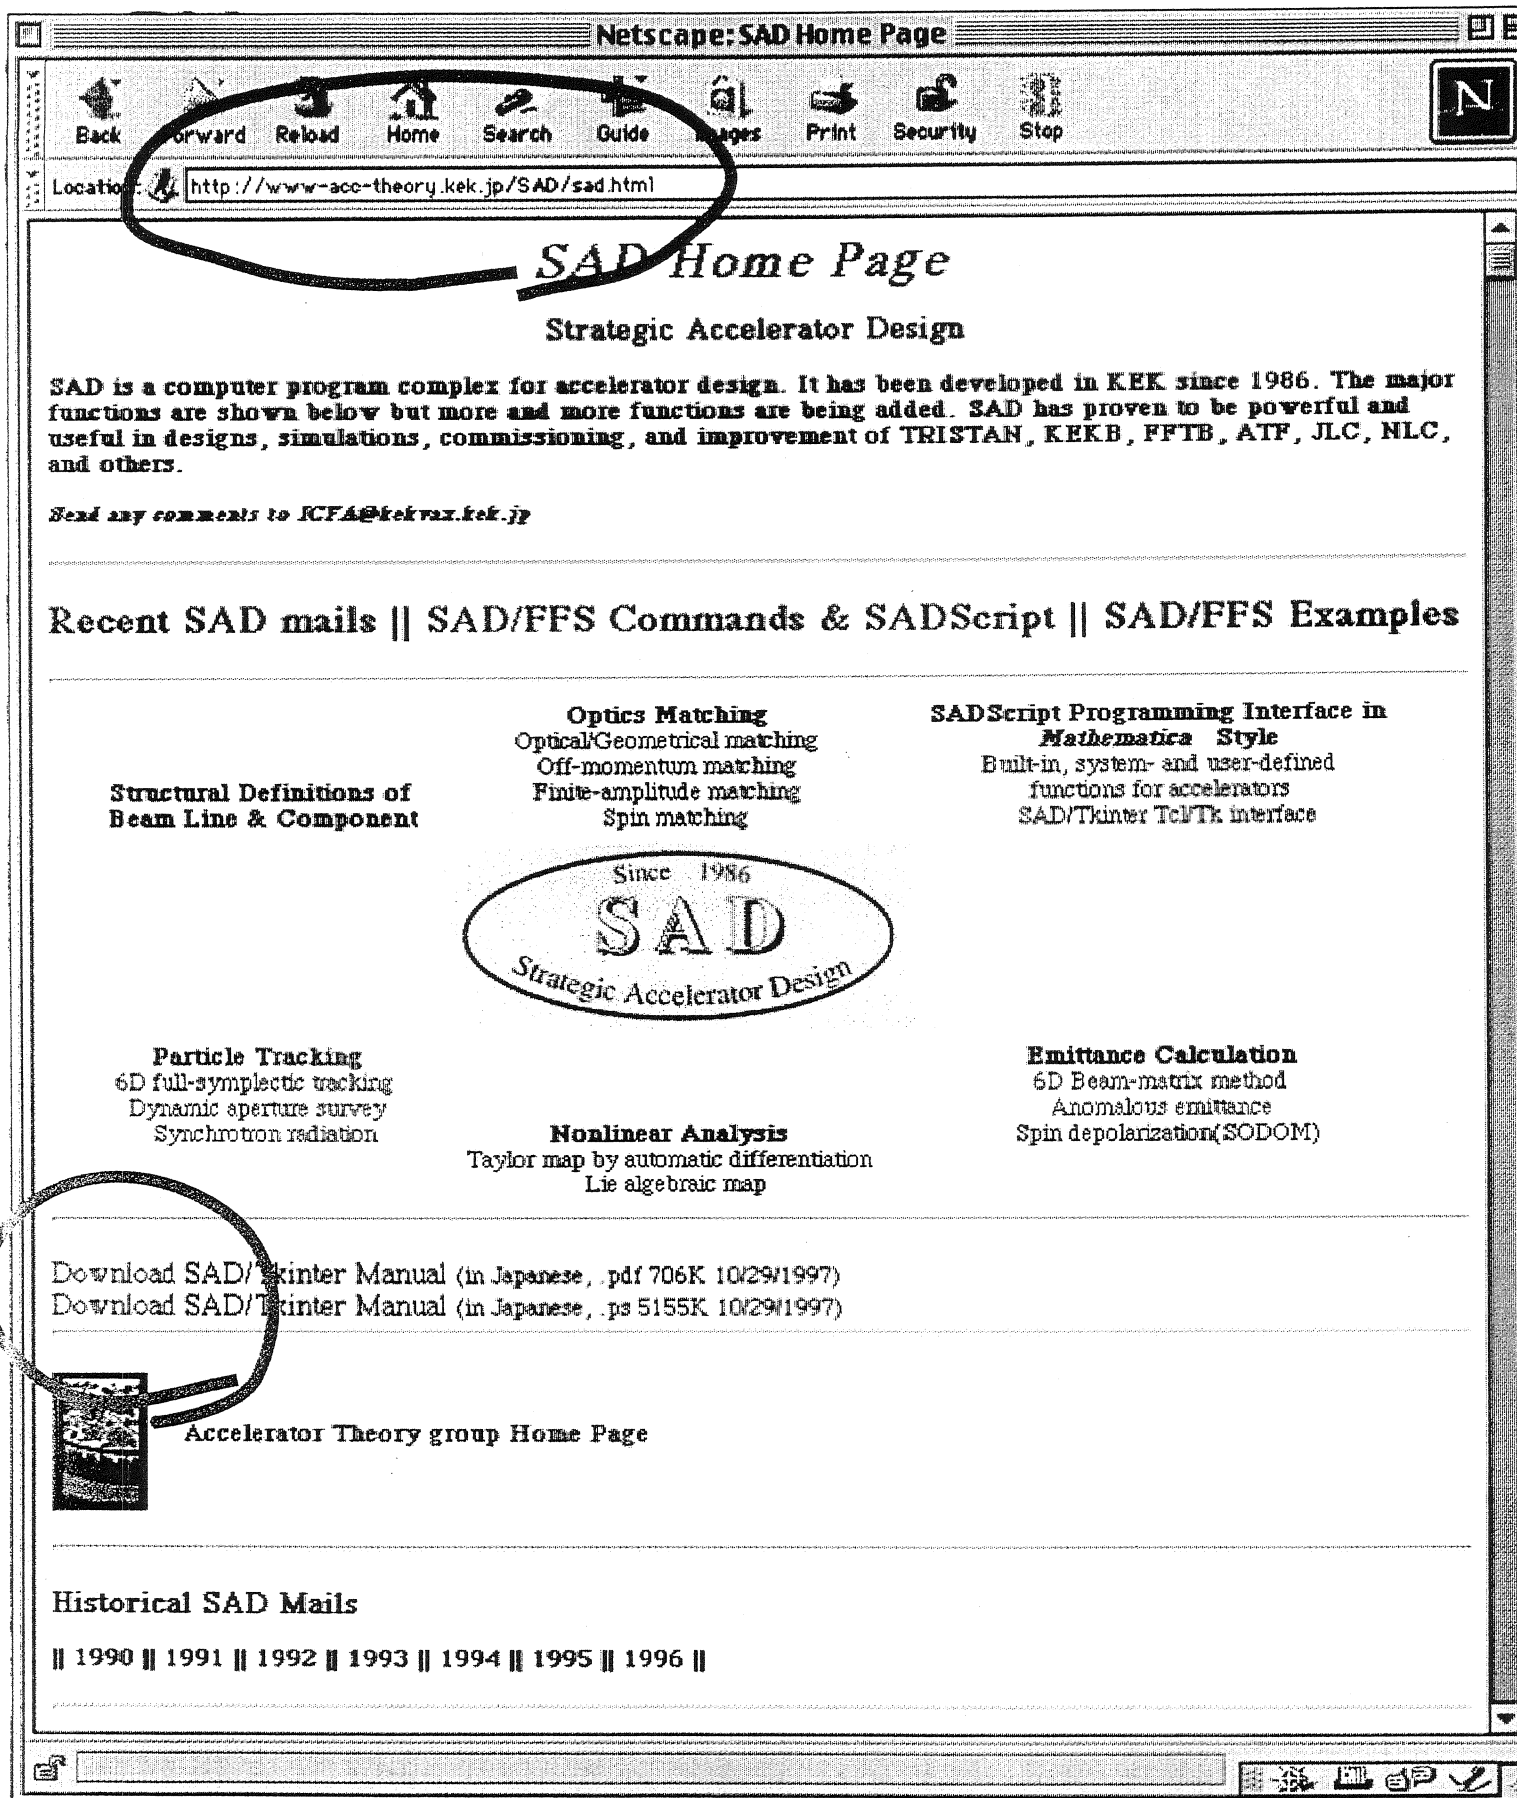 Netscape: SAD Home Page
Back Forward Reload Home Search Guide Images Print Security Stop
N
Location: http://www-acc-theory.kek.jp/SAD/sad.html
SAD Home Page
Strategic Accelerator Design
SAD is a computer program complex for accelerator design. It has been developed in KEK since 1986. The major
functions are shown below but more and more functions are being added. SAD has proven to be powerful and
useful in designs, simulations, commissioning, and improvement of TRISTAN, KEKB, FFTB, ATF, JLC, NLC,
and others.
Send any comments to ICFA@kekvax.kek.jp
Recent SAD mails || SAD/FFS Commands & SADScript || SAD/FFS Examples
Structural Definitions of
Beam Line & Component
Optics Matching
Optical/Geometrical matching
Off-momentum matching
Finite-amplitude matching
Spin matching
SADScript Programming Interface in
Mathematica Style
Built-in, system- and user-defined
functions for accelerators
SAD/Tkinter Tcl/Tk interface
Since 1986
SAD
Strategic Accelerator Design
Particle Tracking
6D full-symplectic tracking
Dynamic aperture survey
Synchrotron radiation
Nonlinear Analysis
Taylor map by automatic differentiation
Lie algebraic map
Emittance Calculation
6D Beam-matrix method
Anomalous emittance
Spin depolarization(SODOM)
Download SAD/Tkinter Manual (in Japanese, .pdf 706K 10/29/1997)
Download SAD/Tkinter Manual (in Japanese, .ps 5155K 10/29/1997)
Accelerator Theory group Home Page
Historical SAD Mails
|| 1990 || 1991 || 1992 || 1993 || 1994 || 1995 || 1996 ||